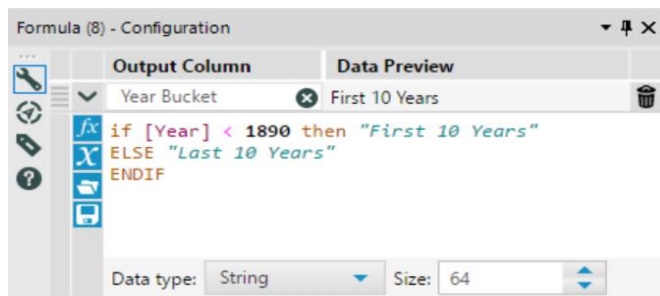 Formula (8) - Configuration
Output Column Data Preview
Year Bucket First 10 Years
fx if [Year] < 1890 then "First 10 Years"
X ELSE "Last 10 Years"
ENDIF
Data type: String Size: 64